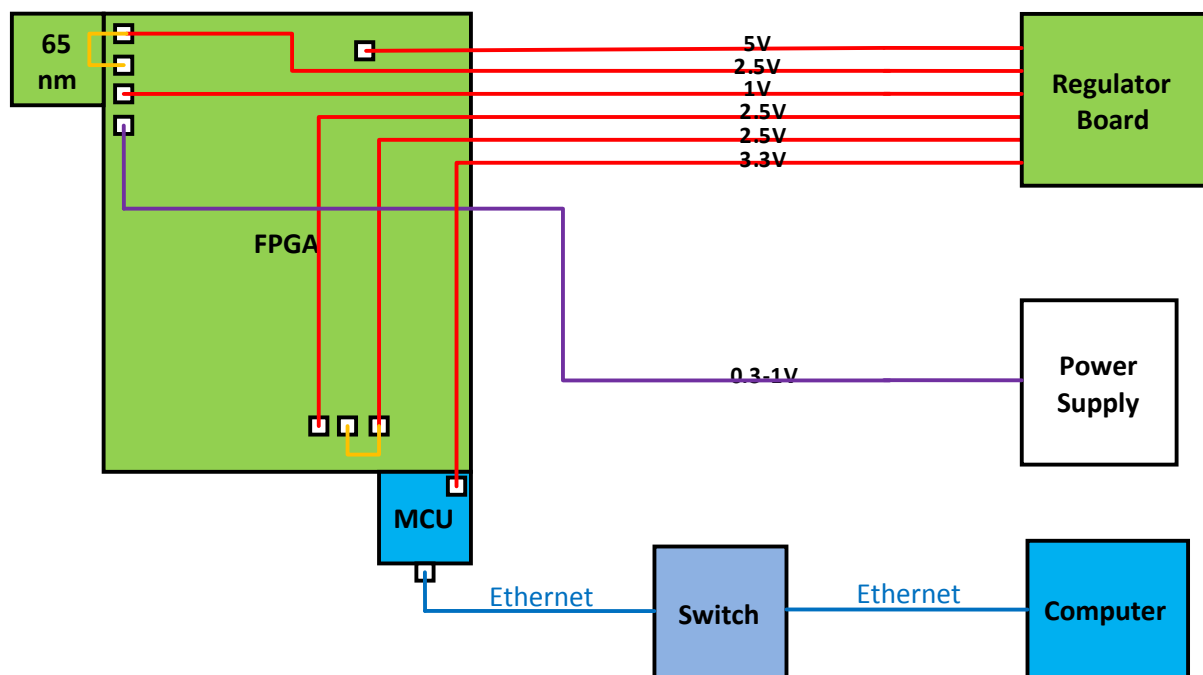 65
nm
5V
2.5V
1V
2.5V
2.5V
3.3V
Regulator
Board
FPGA
0.3-1V
Power
Supply
MCU
Ethernet
Switch
Ethernet
Computer